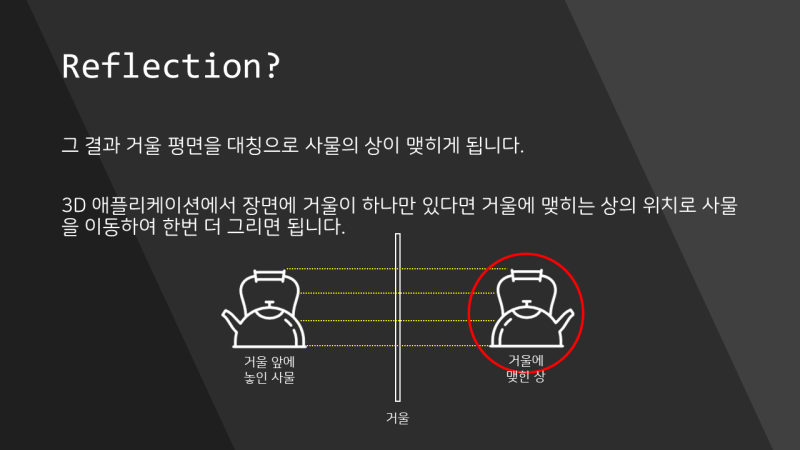 Reflection?
그 결과 거울 평면을 대칭으로 사물의 상이 맺히게 됩니다.
3D 애플리케이션에서 장면에 거울이 하나만 있다면 거울에 맺히는 상의 위치로 사물
을 이동하여 한번 더 그리면 됩니다.
거울 앞에
놓인 사물
거울에
맺힌 상
거울